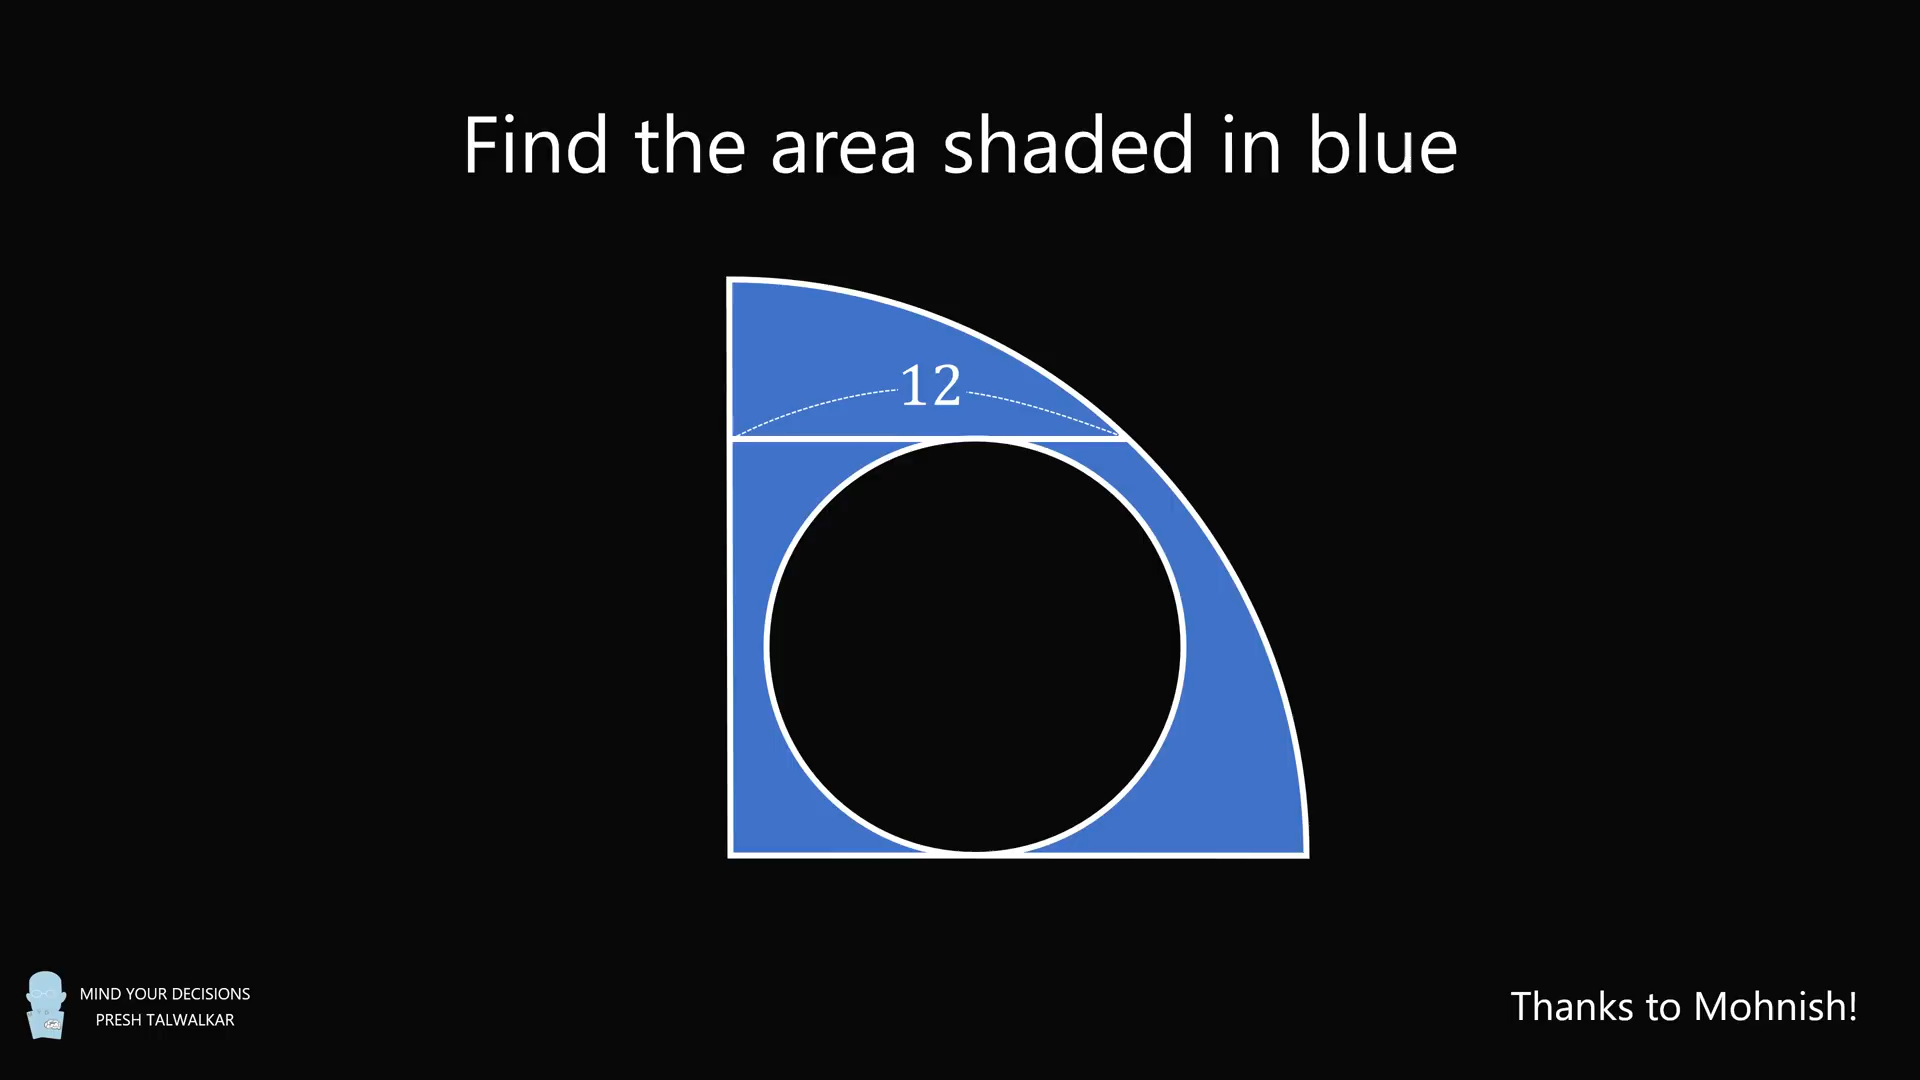 Find the area shaded in blue
12
MIND YOUR DECISIONS
PRESH TALWALKAR
Thanks to Mohnish!